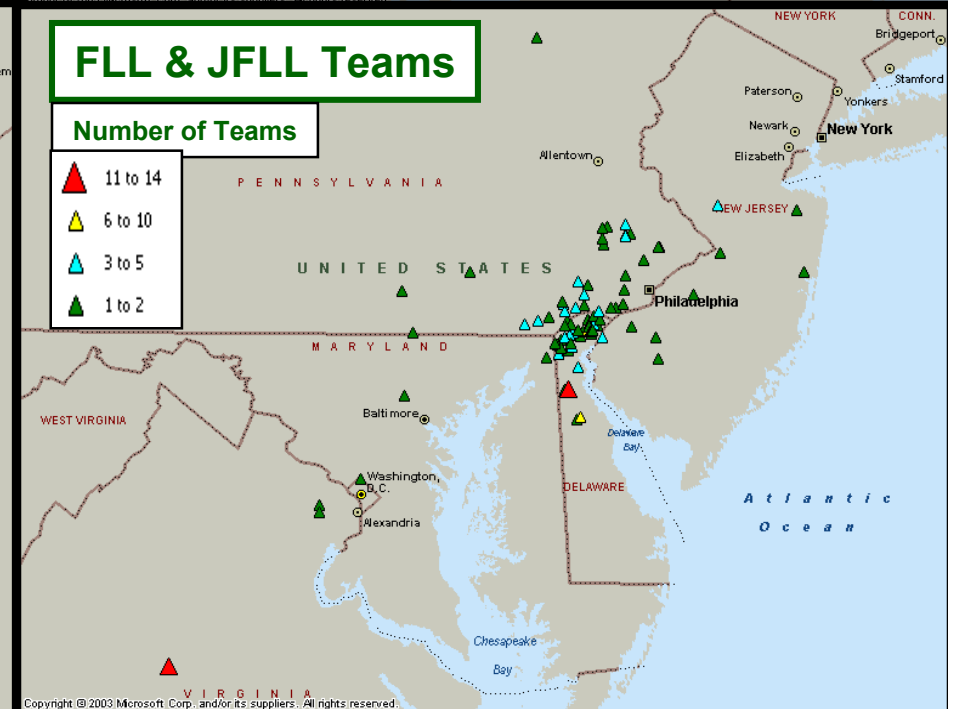 FLL & JFLL Teams
Number of Teams
11 to 14
6 to 10
3 to 5
1 to 2
NEW YORK
CONN.
Bridgeport
Stamford
Paterson
Yonkers
Newark
New York
Elizabeth
Allentown
PENNSYLVANIA
NEW JERSEY
UNITED STATES
Philadelphia
MARYLAND
WEST VIRGINIA
Baltimore
Delaware
Bay
Washington,
D.C.
DELAWARE
Alexandria
Atlantic
Ocean
Chesapeake
Bay
VIRGINIA
Copyright © 2003 Microsoft Corp. and/or its suppliers. All rights reserved.